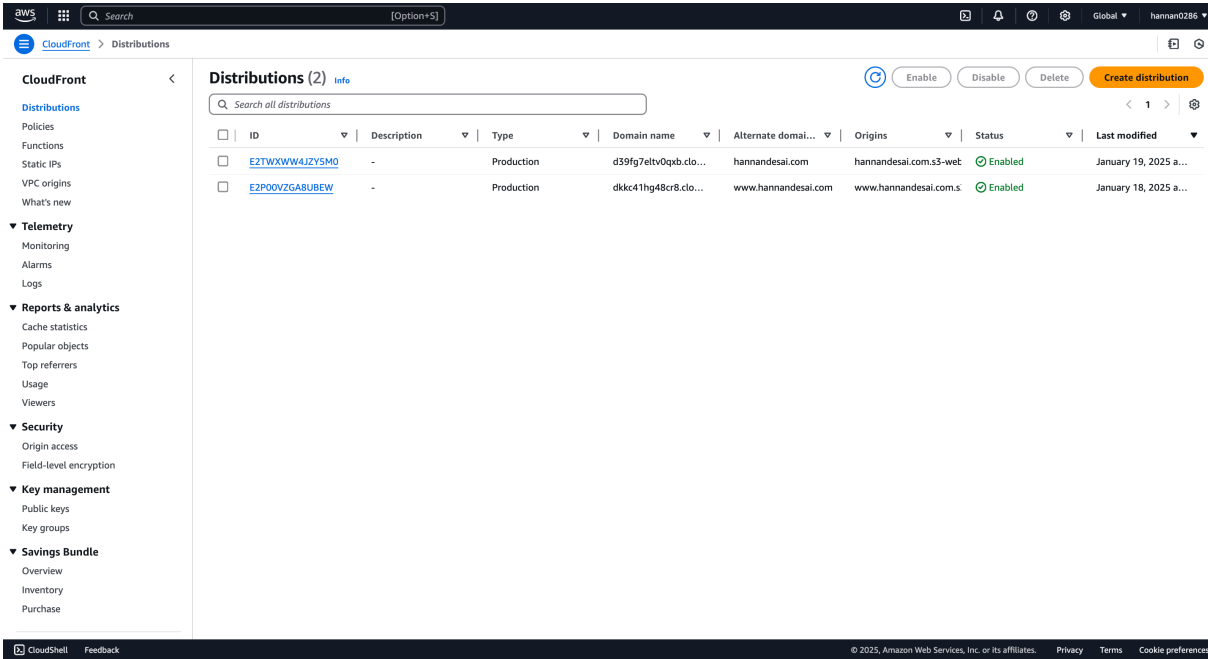 aws Search [Option+S] Global hannan0286
CloudFront > Distributions
CloudFront
Distributions
Policies
Functions
Static IPs
VPC origins
What's new
Telemetry
Monitoring
Alarms
Logs
Reports & analytics
Cache statistics
Popular objects
Top referrers
Usage
Viewers
Security
Origin access
Field-level encryption
Key management
Public keys
Key groups
Savings Bundle
Overview
Inventory
Purchase
Distributions (2) Info Enable Disable Delete Create distribution
Search all distributions 1
ID Description Type Domain name Alternate domai... Origins Status Last modified
E2TWXWW4JZY5M0 - Production d39fg7eltv0qxb.clo... hannandesai.com hannandesai.com.s3-web Enabled January 19, 2025 a...
E2P00VZGA8UBEW - Production dkkc41hg48cr8.clo... www.hannandesai.com www.hannandesai.com.s Enabled January 18, 2025 a...
CloudShell Feedback © 2025, Amazon Web Services, Inc. or its affiliates. Privacy Terms Cookie preferences